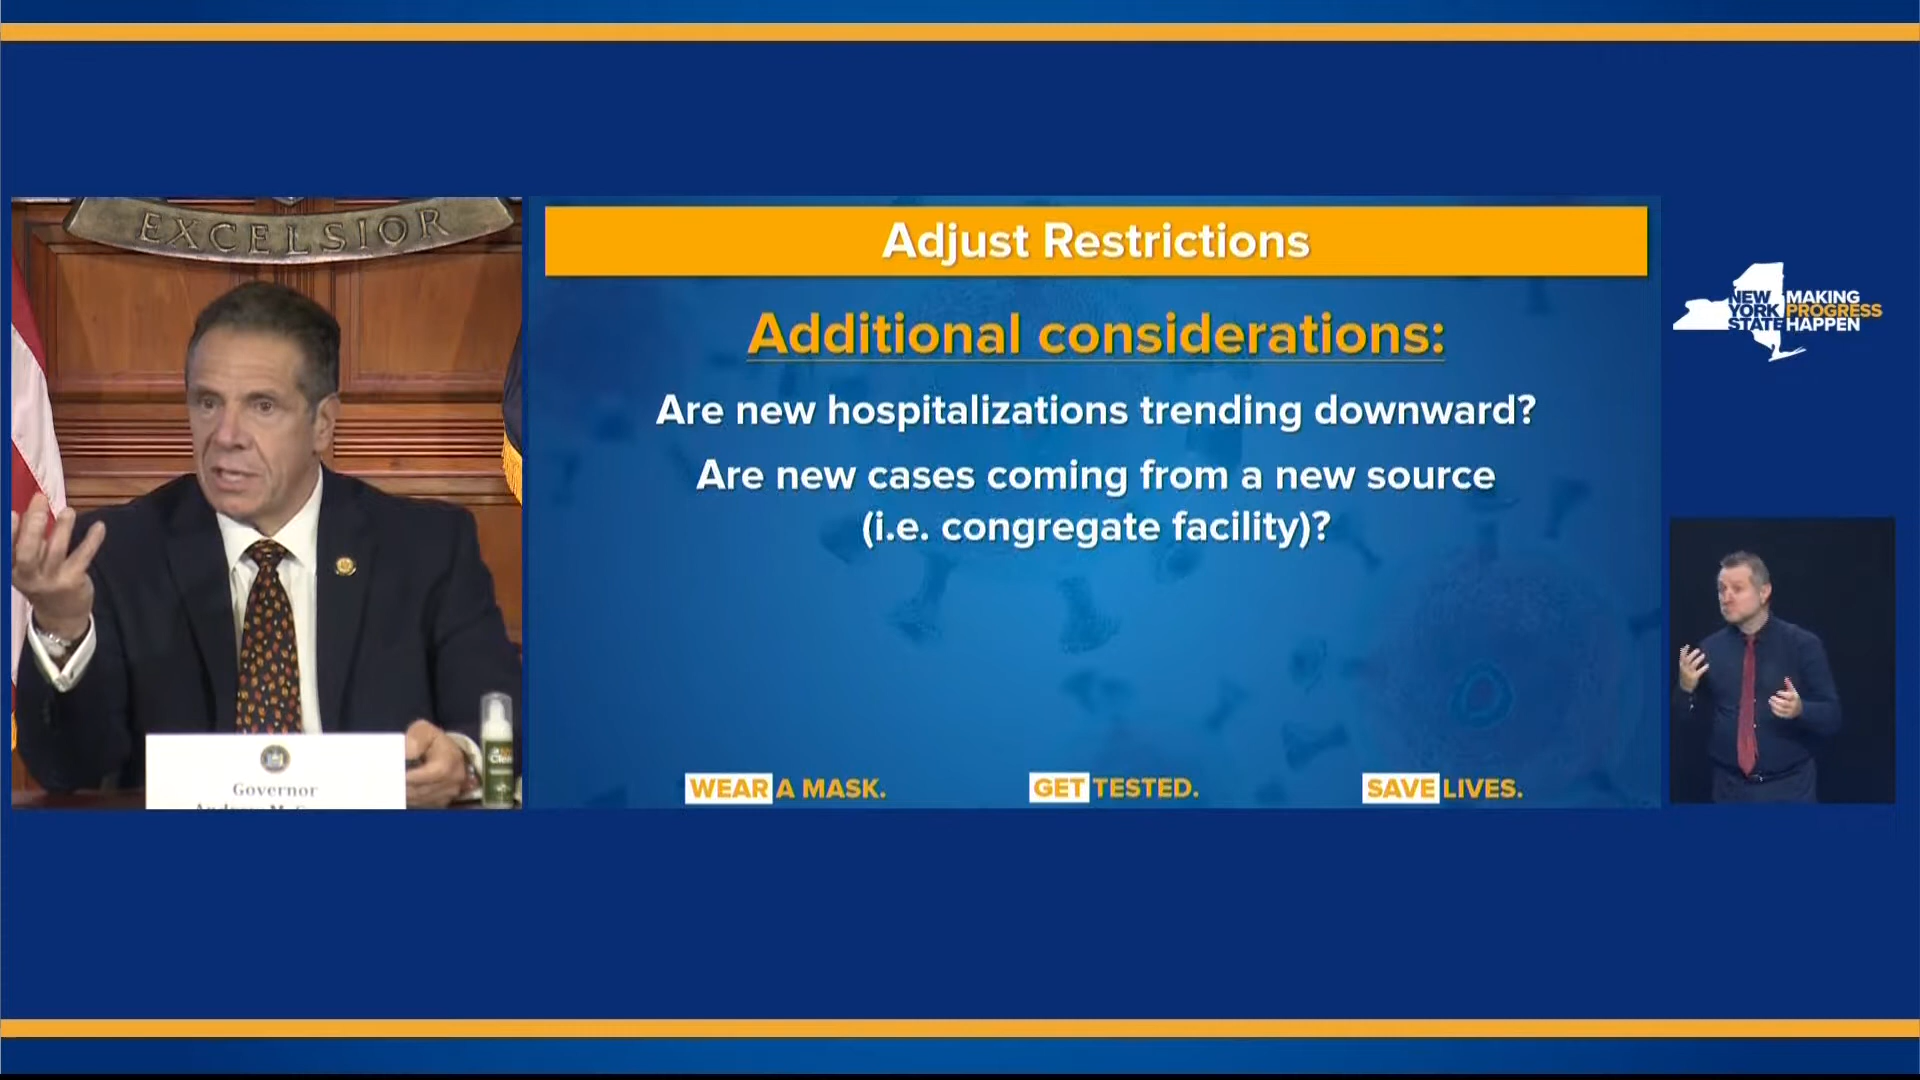 EXCELSIOR
Governor
Adjust Restrictions
Additional considerations:
Are new hospitalizations trending downward?
Are new cases coming from a new source
(i.e. congregate facility)?
WEAR A MASK.
GET TESTED.
SAVE LIVES.
NEW YORK STATE
MAKING
PROGRESS
HAPPEN